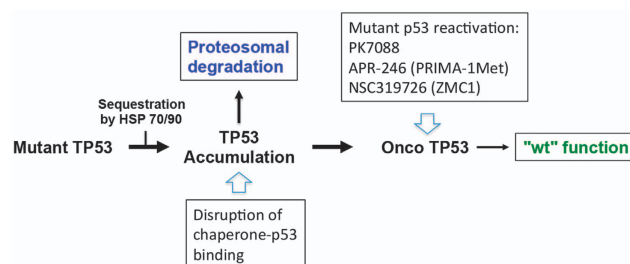 Mutant p53 reactivation:
PK7088
APR-246 (PRIMA-1Met)
NSC319726 (ZMC1)
Proteosomal
degradation
Sequestration
by HSP 70/90
Mutant TP53
TP53
Accumulation
Onco TP53
"wt" function
Disruption of
chaperone-p53
binding